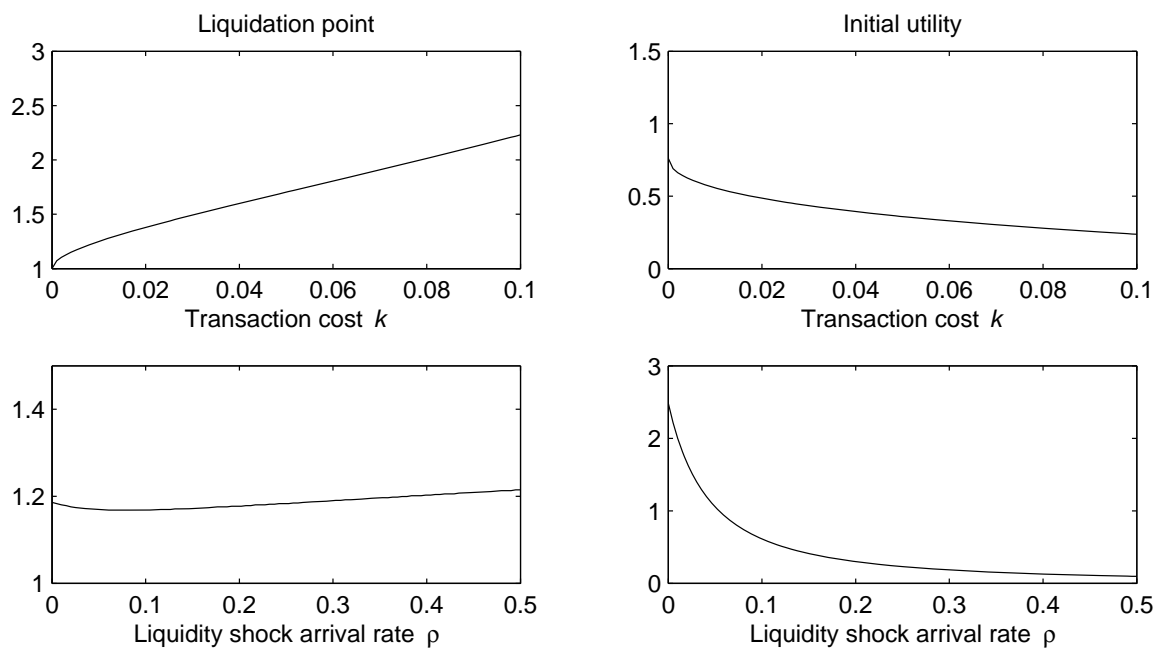 Liquidation point
3
2.5
2
1.5
1
0 0.02 0.04 0.06 0.08 0.1
Transaction cost k
Initial utility
1.5
1
0.5
0
0 0.02 0.04 0.06 0.08 0.1
Transaction cost k
1.4
1.2
1
0 0.1 0.2 0.3 0.4 0.5
Liquidity shock arrival rate ρ
3
2
1
0
0 0.1 0.2 0.3 0.4 0.5
Liquidity shock arrival rate ρ